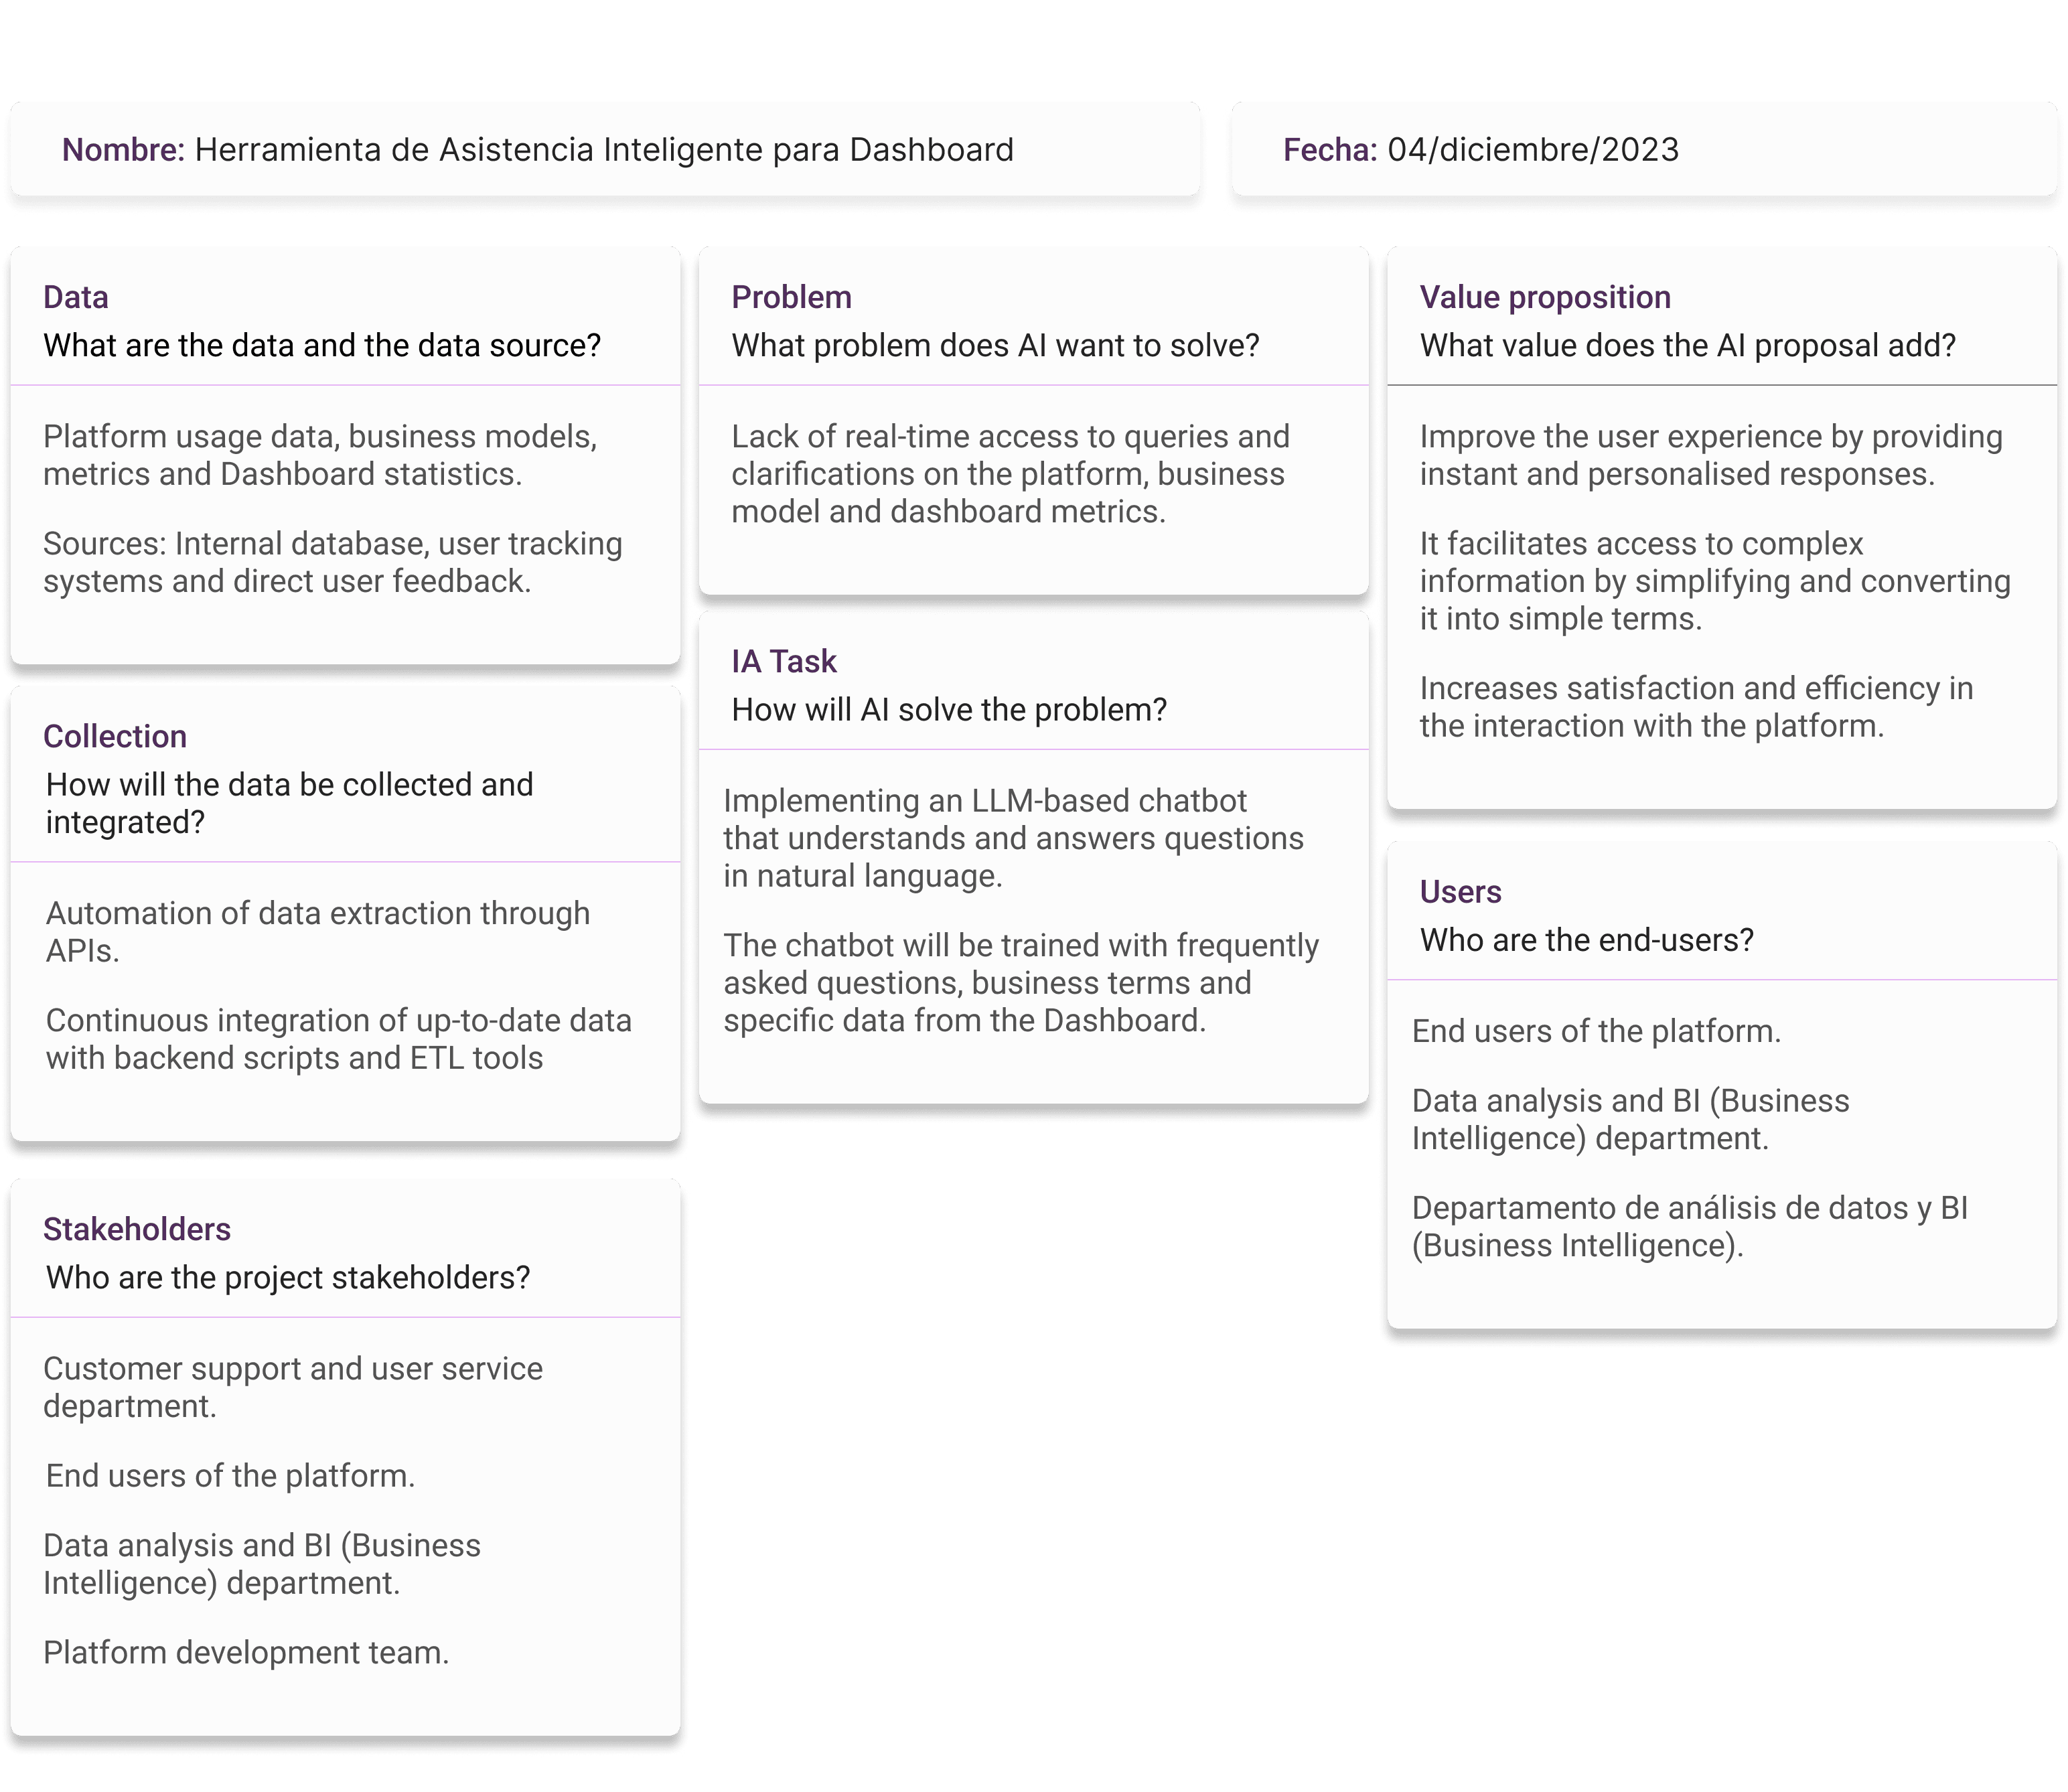 Nombre: Herramienta de Asistencia Inteligente para Dashboard
Fecha: 04/diciembre/2023
Data
What are the data and the data source?
Platform usage data, business models,
metrics and Dashboard statistics.
Sources: Internal database, user tracking
systems and direct user feedback.
Collection
How will the data be collected and
integrated?
Automation of data extraction through
APIs.
Continuous integration of up-to-date data
with backend scripts and ETL tools
Stakeholders
Who are the project stakeholders?
Customer support and user service
department.
End users of the platform.
Data analysis and BI (Business
Intelligence) department.
Platform development team.
Problem
What problem does AI want to solve?
Lack of real-time access to queries and
clarifications on the platform, business
model and dashboard metrics.
IA Task
How will AI solve the problem?
Implementing an LLM-based chatbot
that understands and answers questions
in natural language.
The chatbot will be trained with frequently
asked questions, business terms and
specific data from the Dashboard.
Value proposition
What value does the AI proposal add?
Improve the user experience by providing
instant and personalised responses.
It facilitates access to complex
information by simplifying and converting
it into simple terms.
Increases satisfaction and efficiency in
the interaction with the platform.
Users
Who are the end-users?
End users of the platform.
Data analysis and BI (Business
Intelligence) department.
Departamento de análisis de datos y BI
(Business Intelligence).